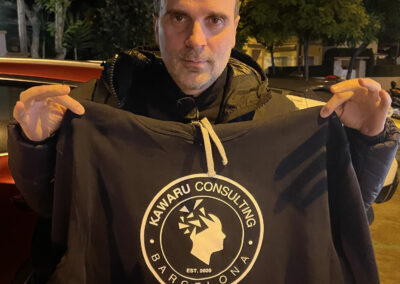 KAWARU CONSULTING
EST. 2020
• BARCELONA •